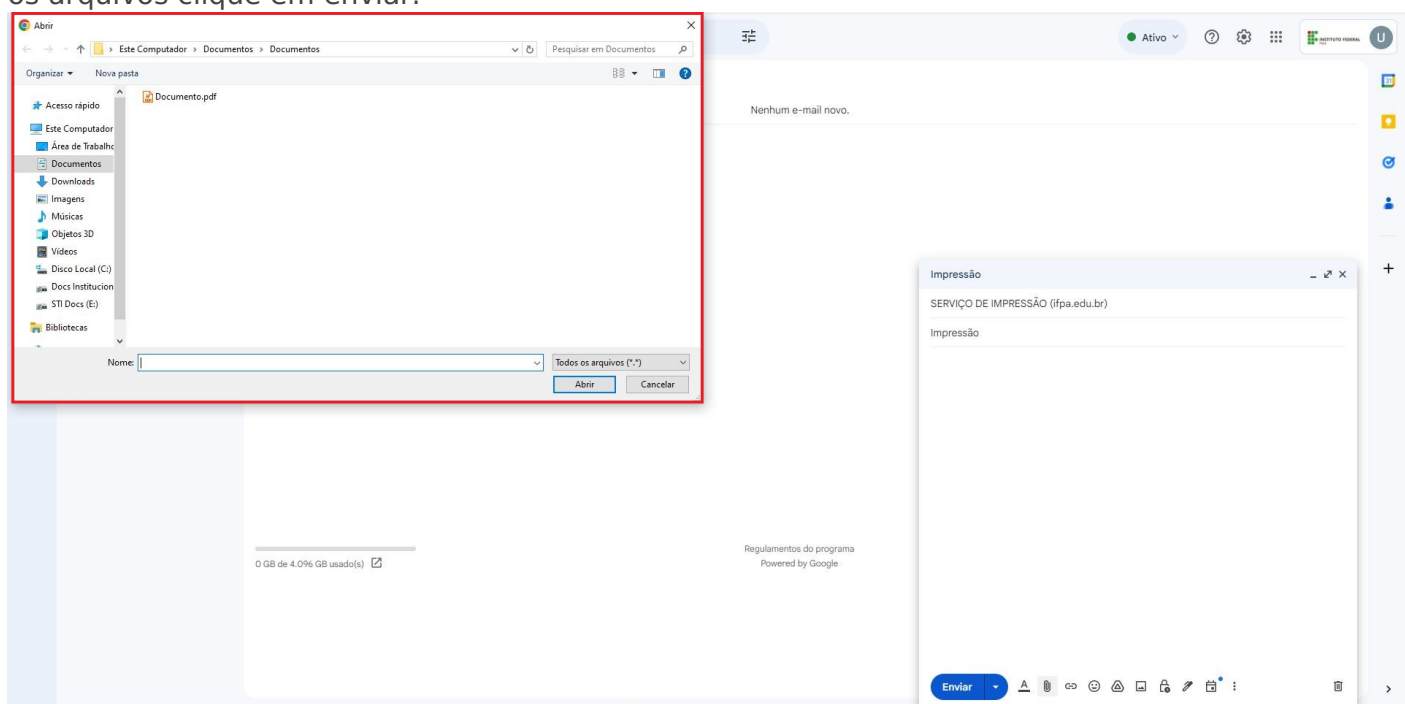 os arquivos clique em enviar.
Abrir
Este Computador > Documentos > Documentos
Pesquisar em Documentos
Organizar
Nova pasta
Documento.pdf
Acesso rápido
Este Computador
Área de Trabalho
Documentos
Downloads
Imagens
Músicas
Objetos 3D
Vídeos
Disco Local (C:)
Docs Institucion
STI Docs (E:)
Bibliotecas
Nome:
Todos os arquivos (*.*)
Abrir
Cancelar
Ativo
INSTITUTO FEDERAL
U
Nenhum e-mail novo.
31
Impressão
SERVIÇO DE IMPRESSÃO (ifpa.edu.br)
Impressão
0 GB de 4.096 GB usado(s)
Regulamentos do programa
Powered by Google
Enviar